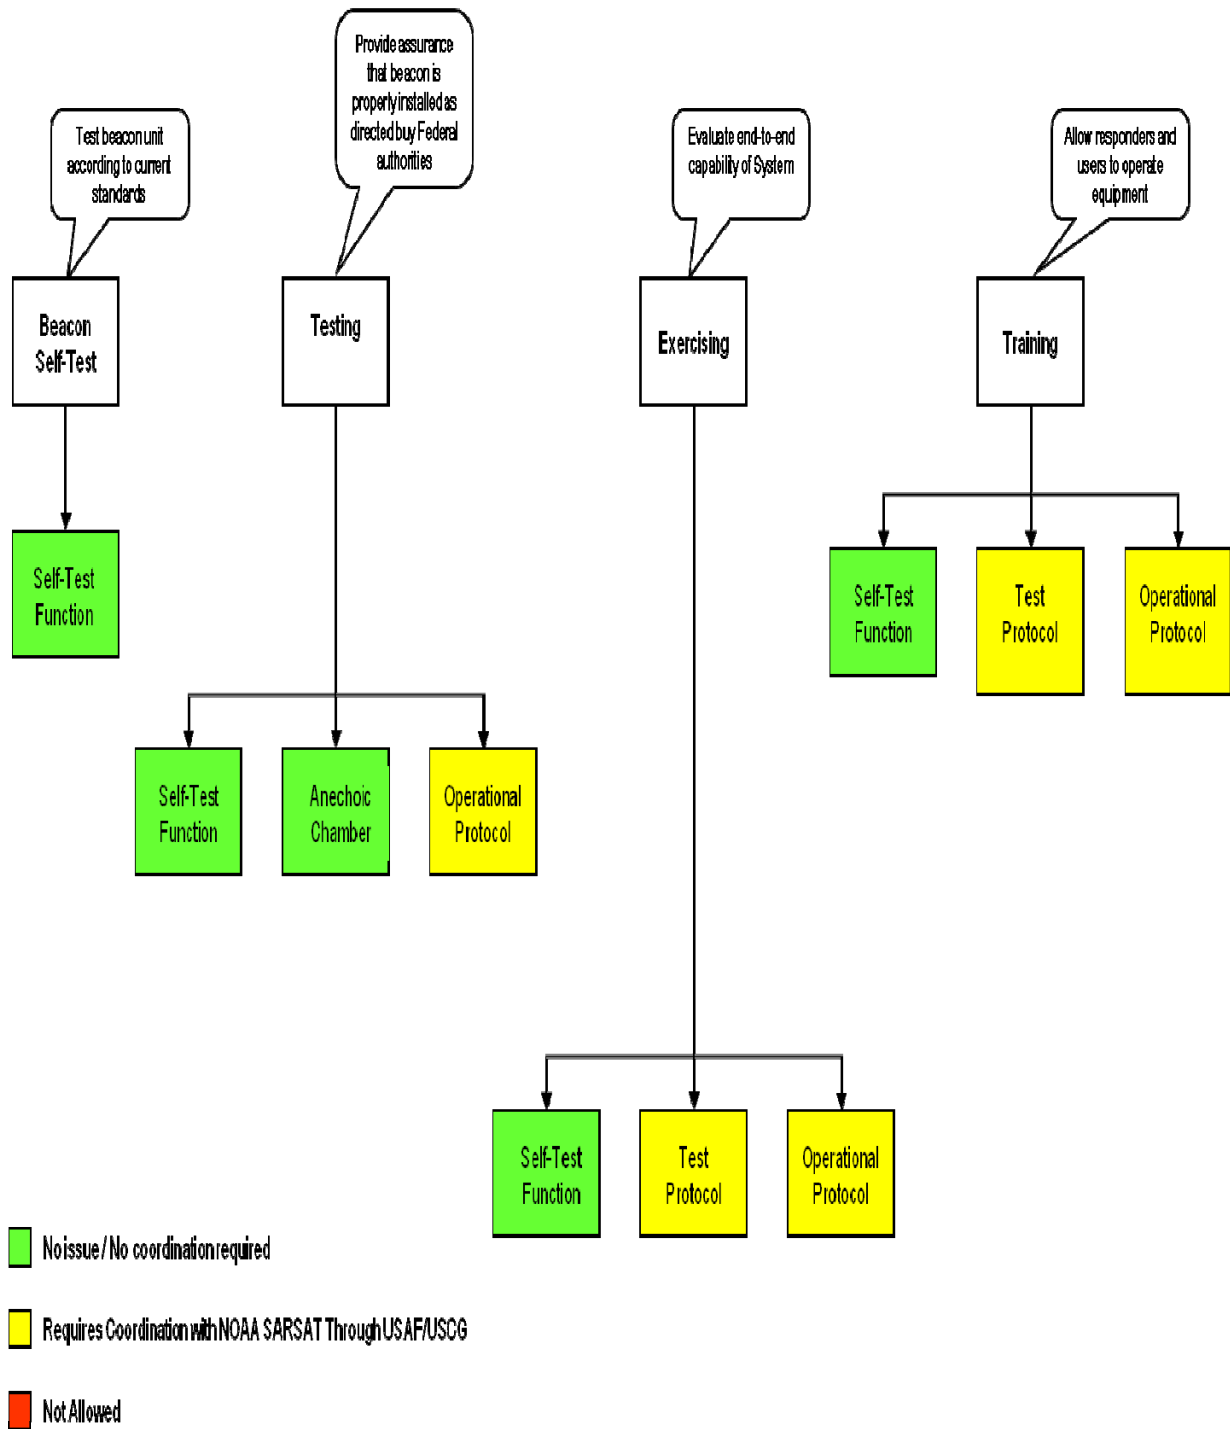 Provide assurance
that beacon is
properly installed as
directed buy Federal
authorities
Test beacon unit
according to current
standards
Evaluate end-to-end
capability of System
Allow responders and
users to operate
equipment
Beacon
Self-Test
Testing
Exercising
Training
Self-Test
Function
Self-Test
Function
Test
Protocol
Operational
Protocol
Self-Test
Function
Anechoic
Chamber
Operational
Protocol
Self-Test
Function
Test
Protocol
Operational
Protocol
No issue / No coordination required
Requires Coordination with NOAA SARSAT Through USAF/USCG
Not Allowed